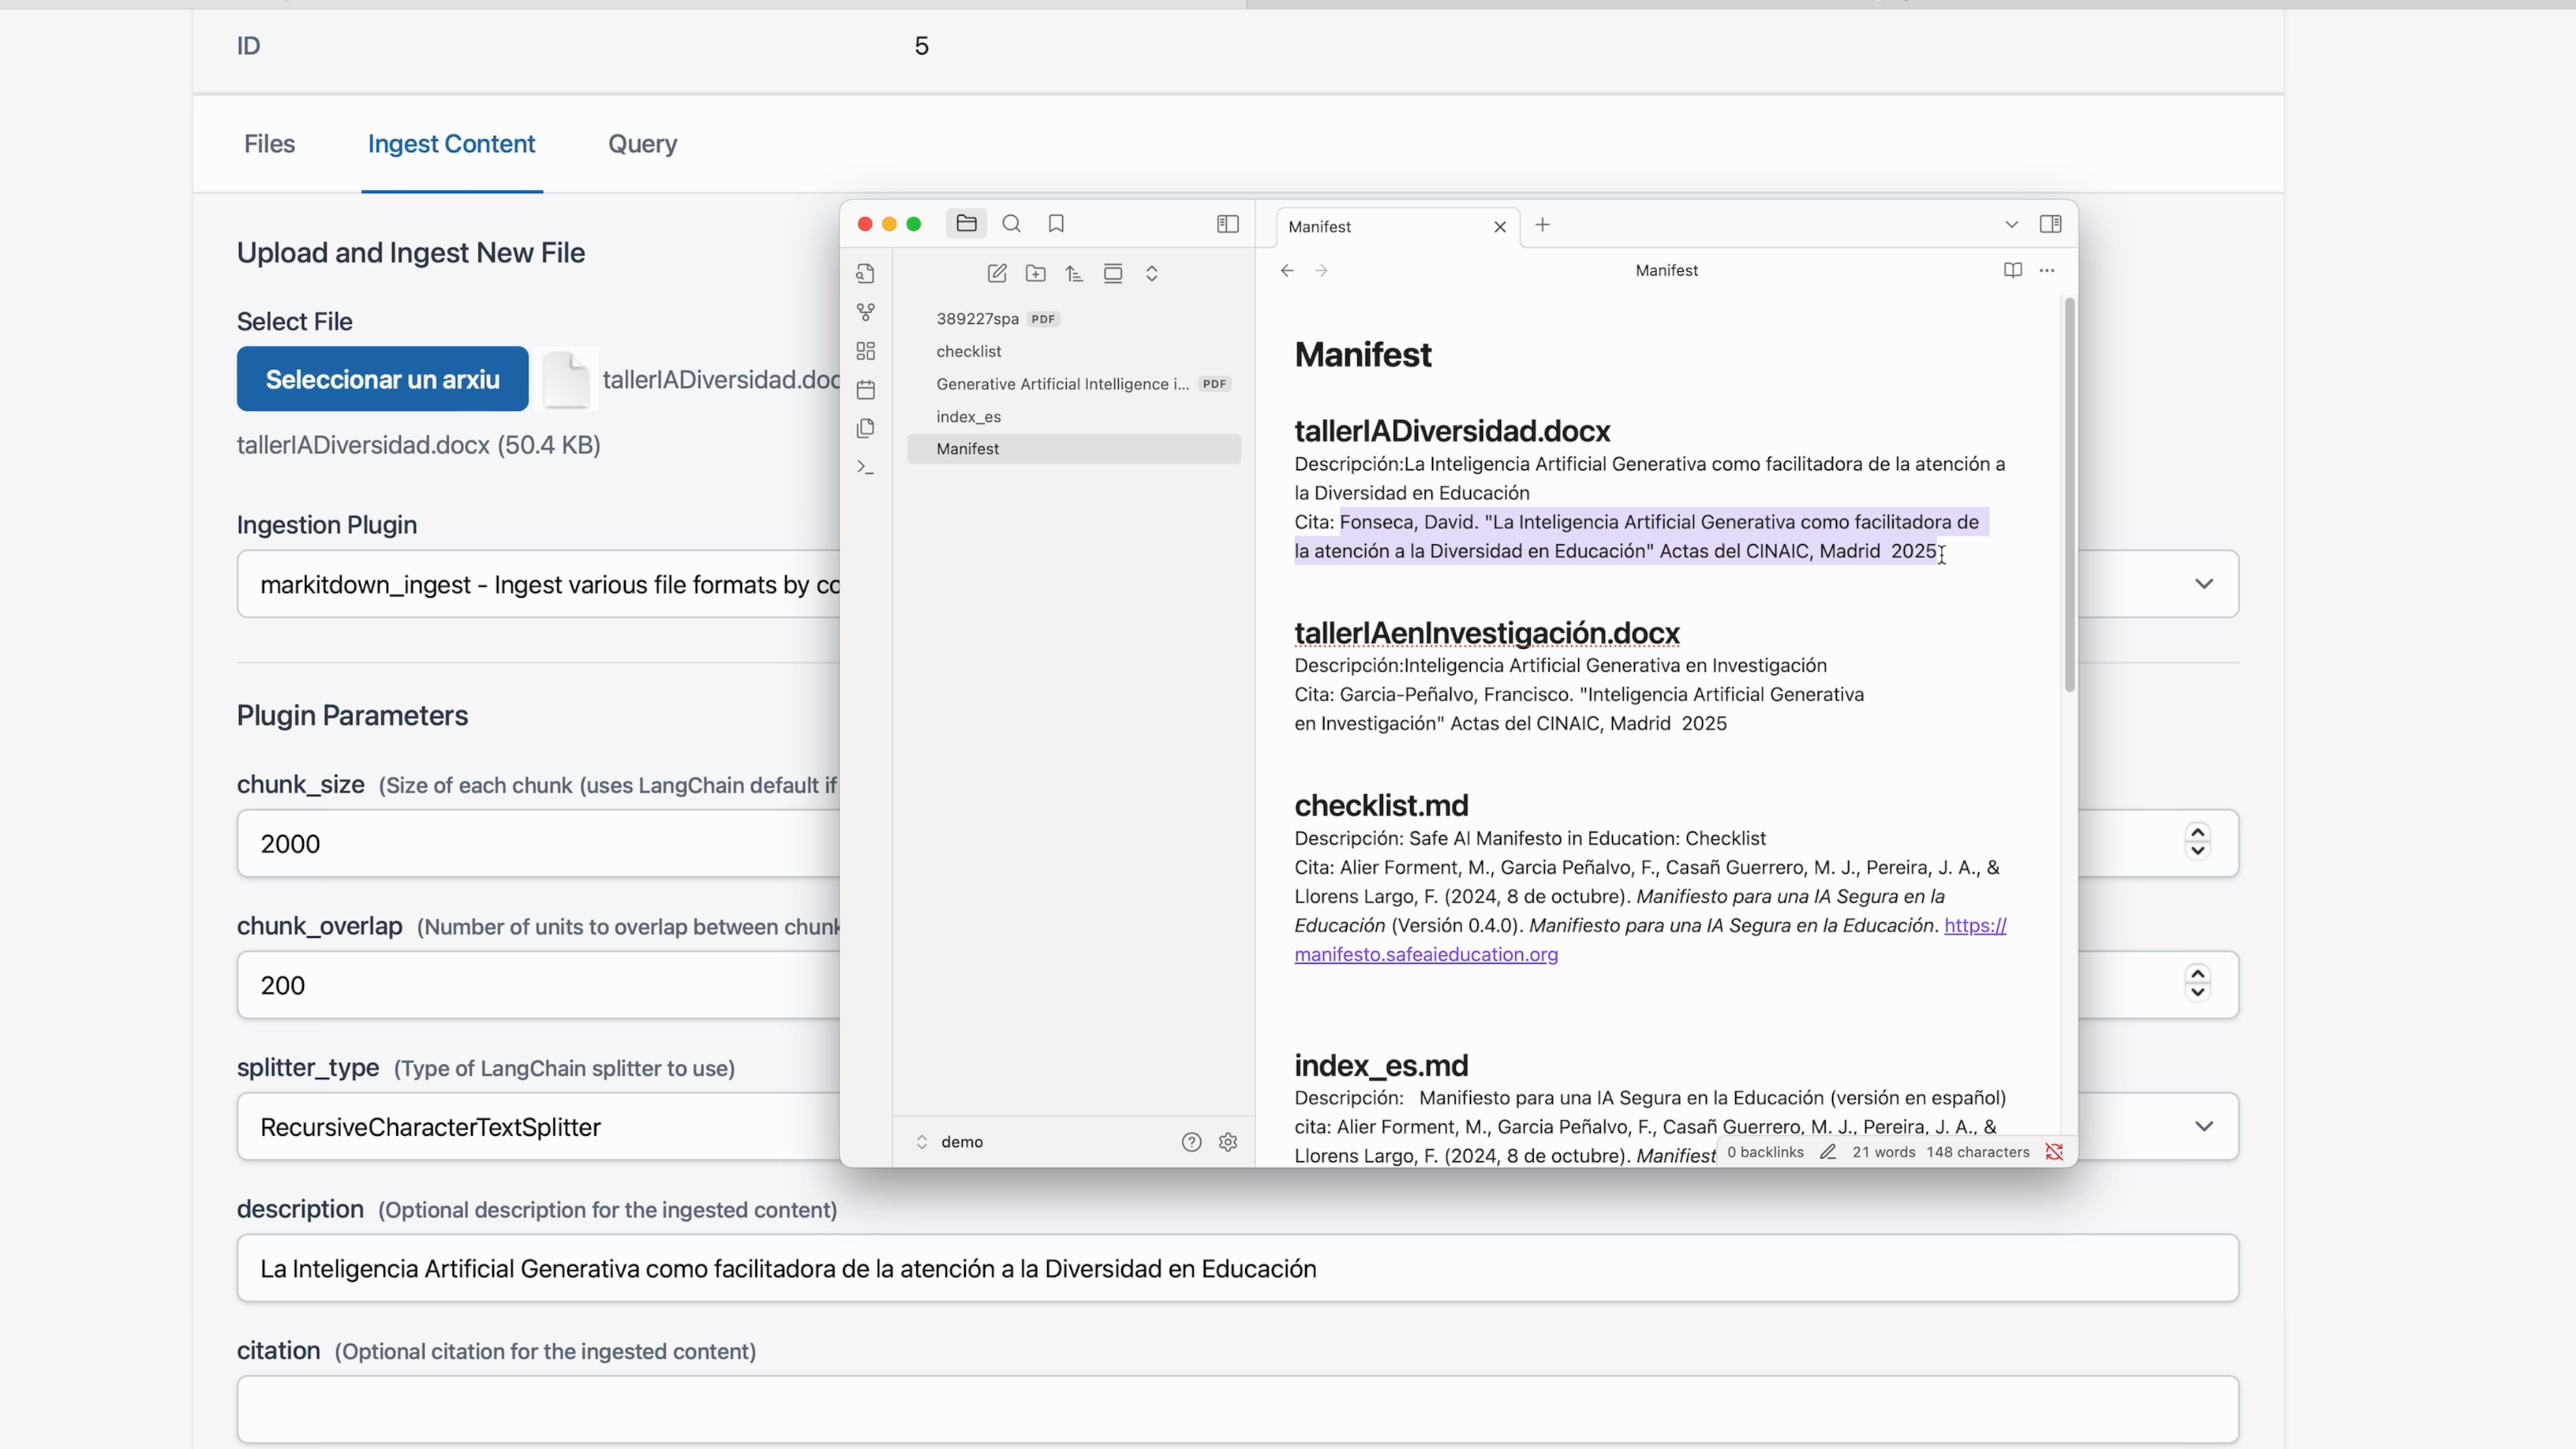 ID
5
Files
Ingest Content
Query
Upload and Ingest New File
Select File
Seleccionar un arxiu
tallerIADiversidad.doc
tallerIADiversidad.docx (50.4 KB)
Ingestion Plugin
markitdown_ingest - Ingest various file formats by co
Plugin Parameters
chunk_size (Size of each chunk (uses LangChain default if
2000
chunk_overlap (Number of units to overlap between chunk
200
splitter_type (Type of LangChain splitter to use)
RecursiveCharacterTextSplitter
description (Optional description for the ingested content)
La Inteligencia Artificial Generativa como facilitadora de la atención a la Diversidad en Educación
citation (Optional citation for the ingested content)
389227spa PDF
checklist
Generative Artificial Intelligence i... PDF
index_es
Manifest
demo
Manifest
Manifest
Manifest
tallerIADiversidad.docx
Descripción:La Inteligencia Artificial Generativa como facilitadora de la atención a
la Diversidad en Educación
Cita: Fonseca, David. "La Inteligencia Artificial Generativa como facilitadora de
la atención a la Diversidad en Educación" Actas del CINAIC, Madrid 2025
tallerIAenInvestigación.docx
Descripción:Inteligencia Artificial Generativa en Investigación
Cita: Garcia-Peñalvo, Francisco. "Inteligencia Artificial Generativa
en Investigación" Actas del CINAIC, Madrid 2025
checklist.md
Descripción: Safe AI Manifesto in Education: Checklist
Cita: Alier Forment, M., Garcia Peñalvo, F., Casañ Guerrero, M. J., Pereira, J. A., &
Llorens Largo, F. (2024, 8 de octubre). Manifiesto para una IA Segura en la
Educación (Versión 0.4.0). Manifiesto para una IA Segura en la Educación. https://
manifesto.safeaieducation.org
index_es.md
Descripción: Manifiesto para una IA Segura en la Educación (versión en español)
cita: Alier Forment, M., Garcia Peñalvo, F., Casañ Guerrero, M. J., Pereira, J. A., &
Llorens Largo, F. (2024, 8 de octubre). Manifiest
0 backlinks
21 words 148 characters